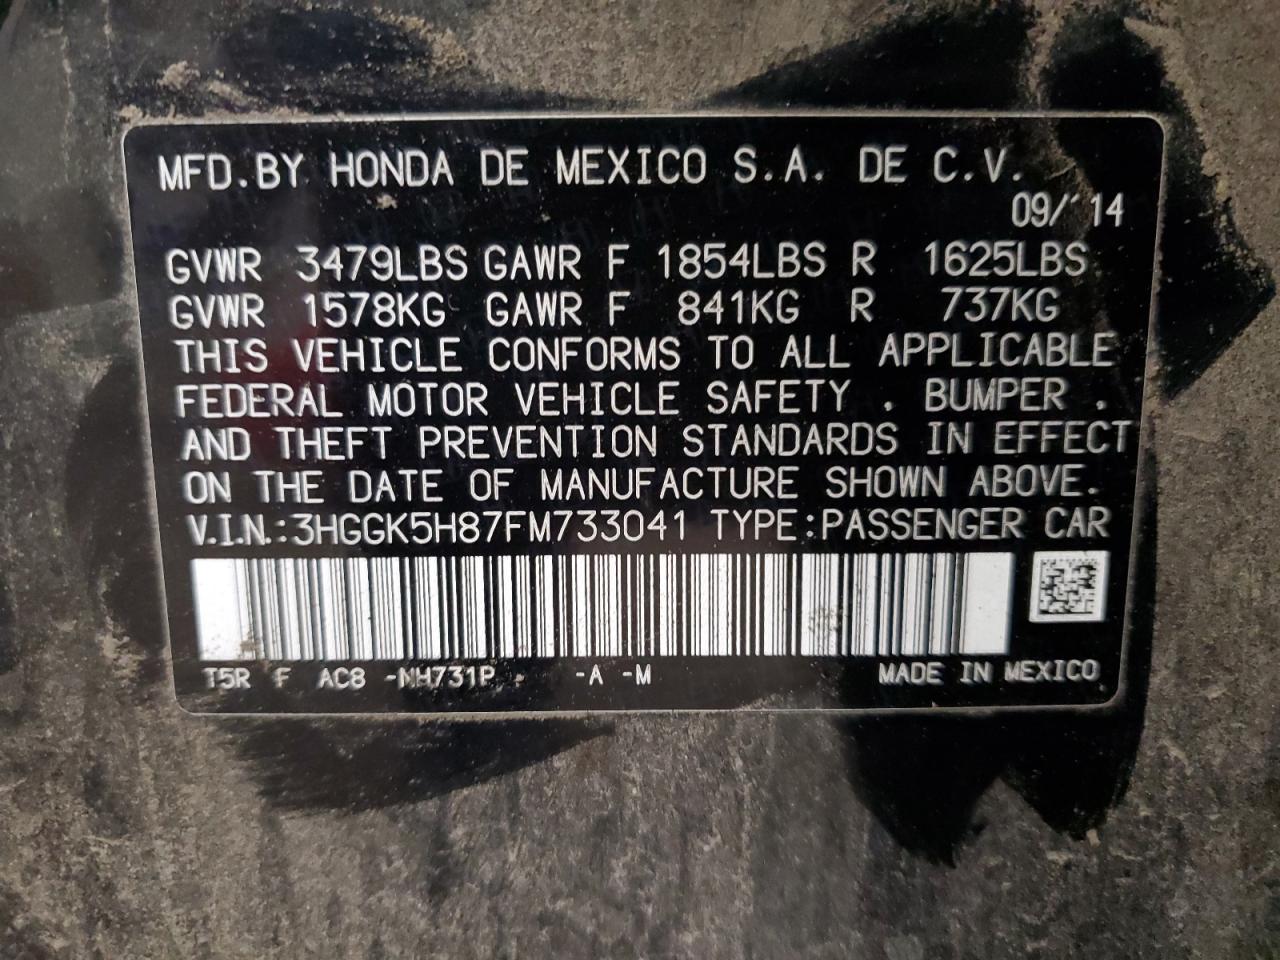 MFD.BY HONDA DE MEXICO S.A. DE C.V.
09/14
GVWR 3479LBS GAWR F 1854LBS R 1625LBS
GVWR 1578KG GAWR F 841KG R 737KG
THIS VEHICLE CONFORMS TO ALL APPLICABLE
FEDERAL MOTOR VEHICLE SAFETY , BUMPER ,
AND THEFT PREVENTION STANDARDS IN EFFECT
ON THE DATE OF MANUFACTURE SHOWN ABOVE.
V.I.N.:3HGGK5H87FM733041 TYPE:PASSENGER CAR
T5R F AC8 -NH731P -A -M MADE IN MEXICO